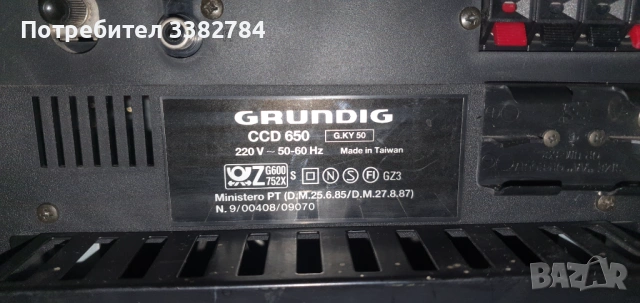 Потребител 3382784
GRUNDIG
CCD 650 G.KY 50
220 V ~ 50-60 Hz Made in Taiwan
Z G600 752X S N S FI GZ3
Ministero PT (D.M.25.6.85/D.M.27.8.87)
N. 9/00408/09070
BAZAR